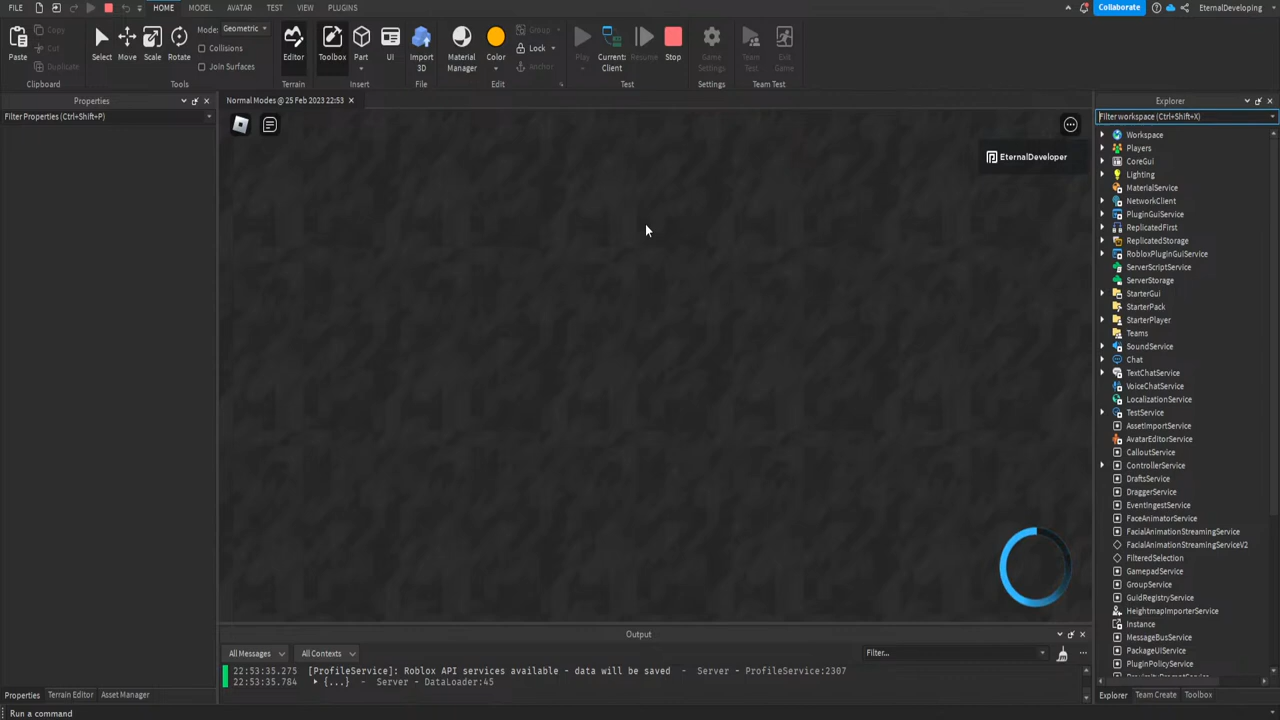 FILE HOME MODEL AVATAR TEST VIEW PLUGINS Collaborate EternalDeveloping
Paste Copy Cut Duplicate Select Move Scale Rotate Mode: Geometric Collisions Join Surfaces Editor Toolbox Part UI Import 3D Material Manager Color Group Lock Anchor Play Current: Client Resume Stop Game Settings Team Test Exit Game
Clipboard Tools Terrain Insert File Edit Test Settings Team Test
Properties
Filter Properties (Ctrl+Shift+P)
Normal Modes @ 25 Feb 2023 22:53
EternalDeveloper
Explorer
Filter workspace (Ctrl+Shift+X)
Workspace
Players
CoreGui
Lighting
MaterialService
NetworkClient
PluginGuiService
ReplicatedFirst
ReplicatedStorage
RobloxPluginGuiService
ServerScriptService
ServerStorage
StarterGui
StarterPack
StarterPlayer
Teams
SoundService
Chat
TextChatService
VoiceChatService
LocalizationService
TestService
AssetImportService
AvatarEditorService
CalloutService
ControllerService
DraftsService
DraggerService
EventIngestService
FaceAnimatorService
FacialAnimationStreamingService
FacialAnimationStreamingServiceV2
FilteredSelection
GamepadService
GroupService
GuidRegistryService
HeightmapImporterService
Instance
MessageBusService
PackageUIService
PluginPolicyService
Output
All Messages All Contexts Filter...
22:53:35.275 [ProfileService]: Roblox API services available - data will be saved - Server - ProfileService:2307
22:53:35.784 {...} - Server - DataLoader:45
Properties Terrain Editor Asset Manager
Explorer Team Create Toolbox
Run a command